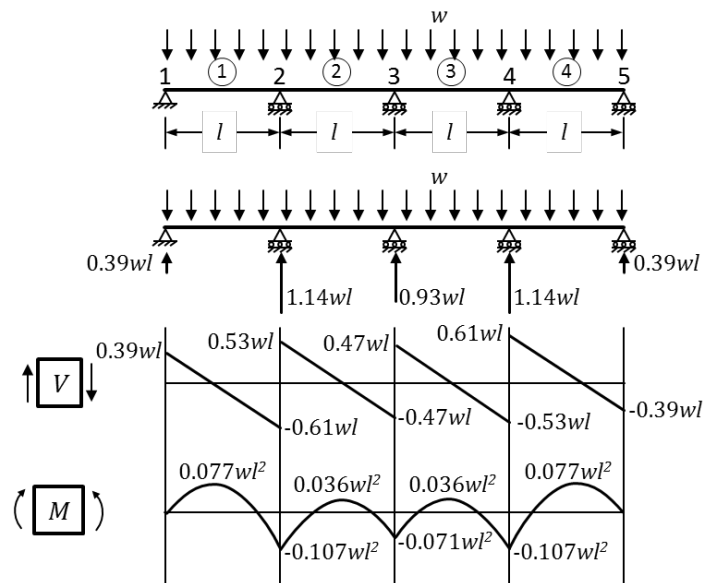 w
① ② ③ ④
1 2 3 4 5
l l l l
w
0.39wl 0.39wl
1.14wl 0.93wl 1.14wl
0.39wl 0.53wl 0.47wl 0.61wl
V
-0.61wl -0.47wl -0.53wl -0.39wl
0.077wl² 0.036wl² 0.036wl² 0.077wl²
M
-0.107wl² -0.071wl² -0.107wl²